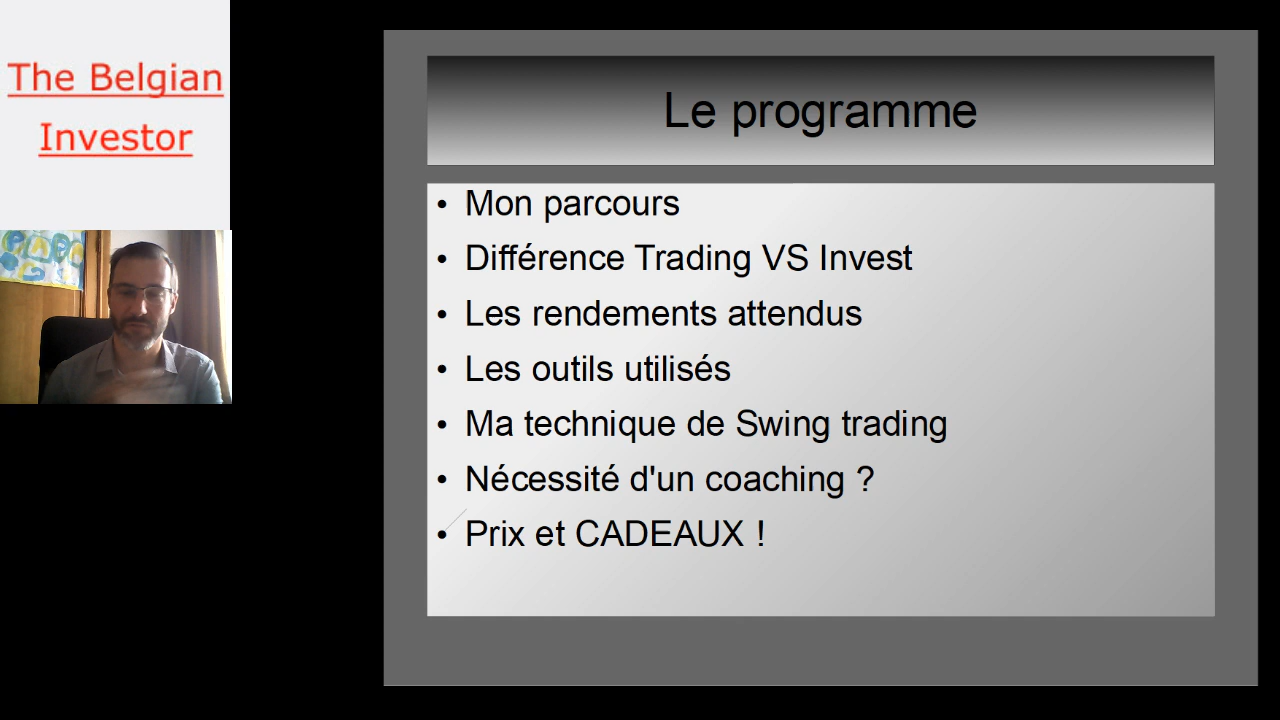 The Belgian
Investor
Le programme
• Mon parcours
• Différence Trading VS Invest
• Les rendements attendus
• Les outils utilisés
• Ma technique de Swing trading
• Nécessité d'un coaching ?
• Prix et CADEAUX !